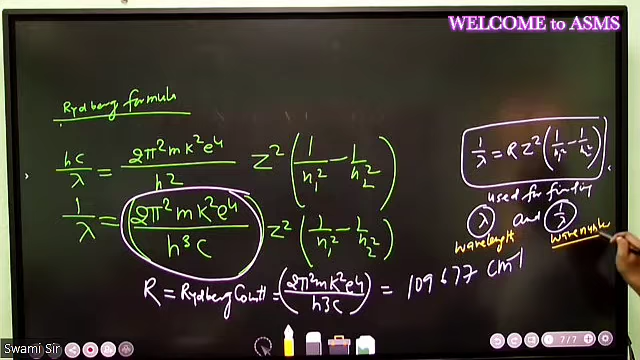 WELCOME to ASMS
Rydberg formula
hc/λ = 2π²mk²e⁴/h² Z² (1/n₁² − 1/n₂²)
1/λ = 2π²mk²e⁴/h³c Z² (1/n₁² − 1/n₂²)
R = Rydberg = (2π²mk²e⁴/h³c) = 109677 cm⁻¹
1/λ = RZ² (1/n₁² − 1/n₂²)
used for finding
λ and 1/λ
wavelength wavenumber
Swami Sir
7/7